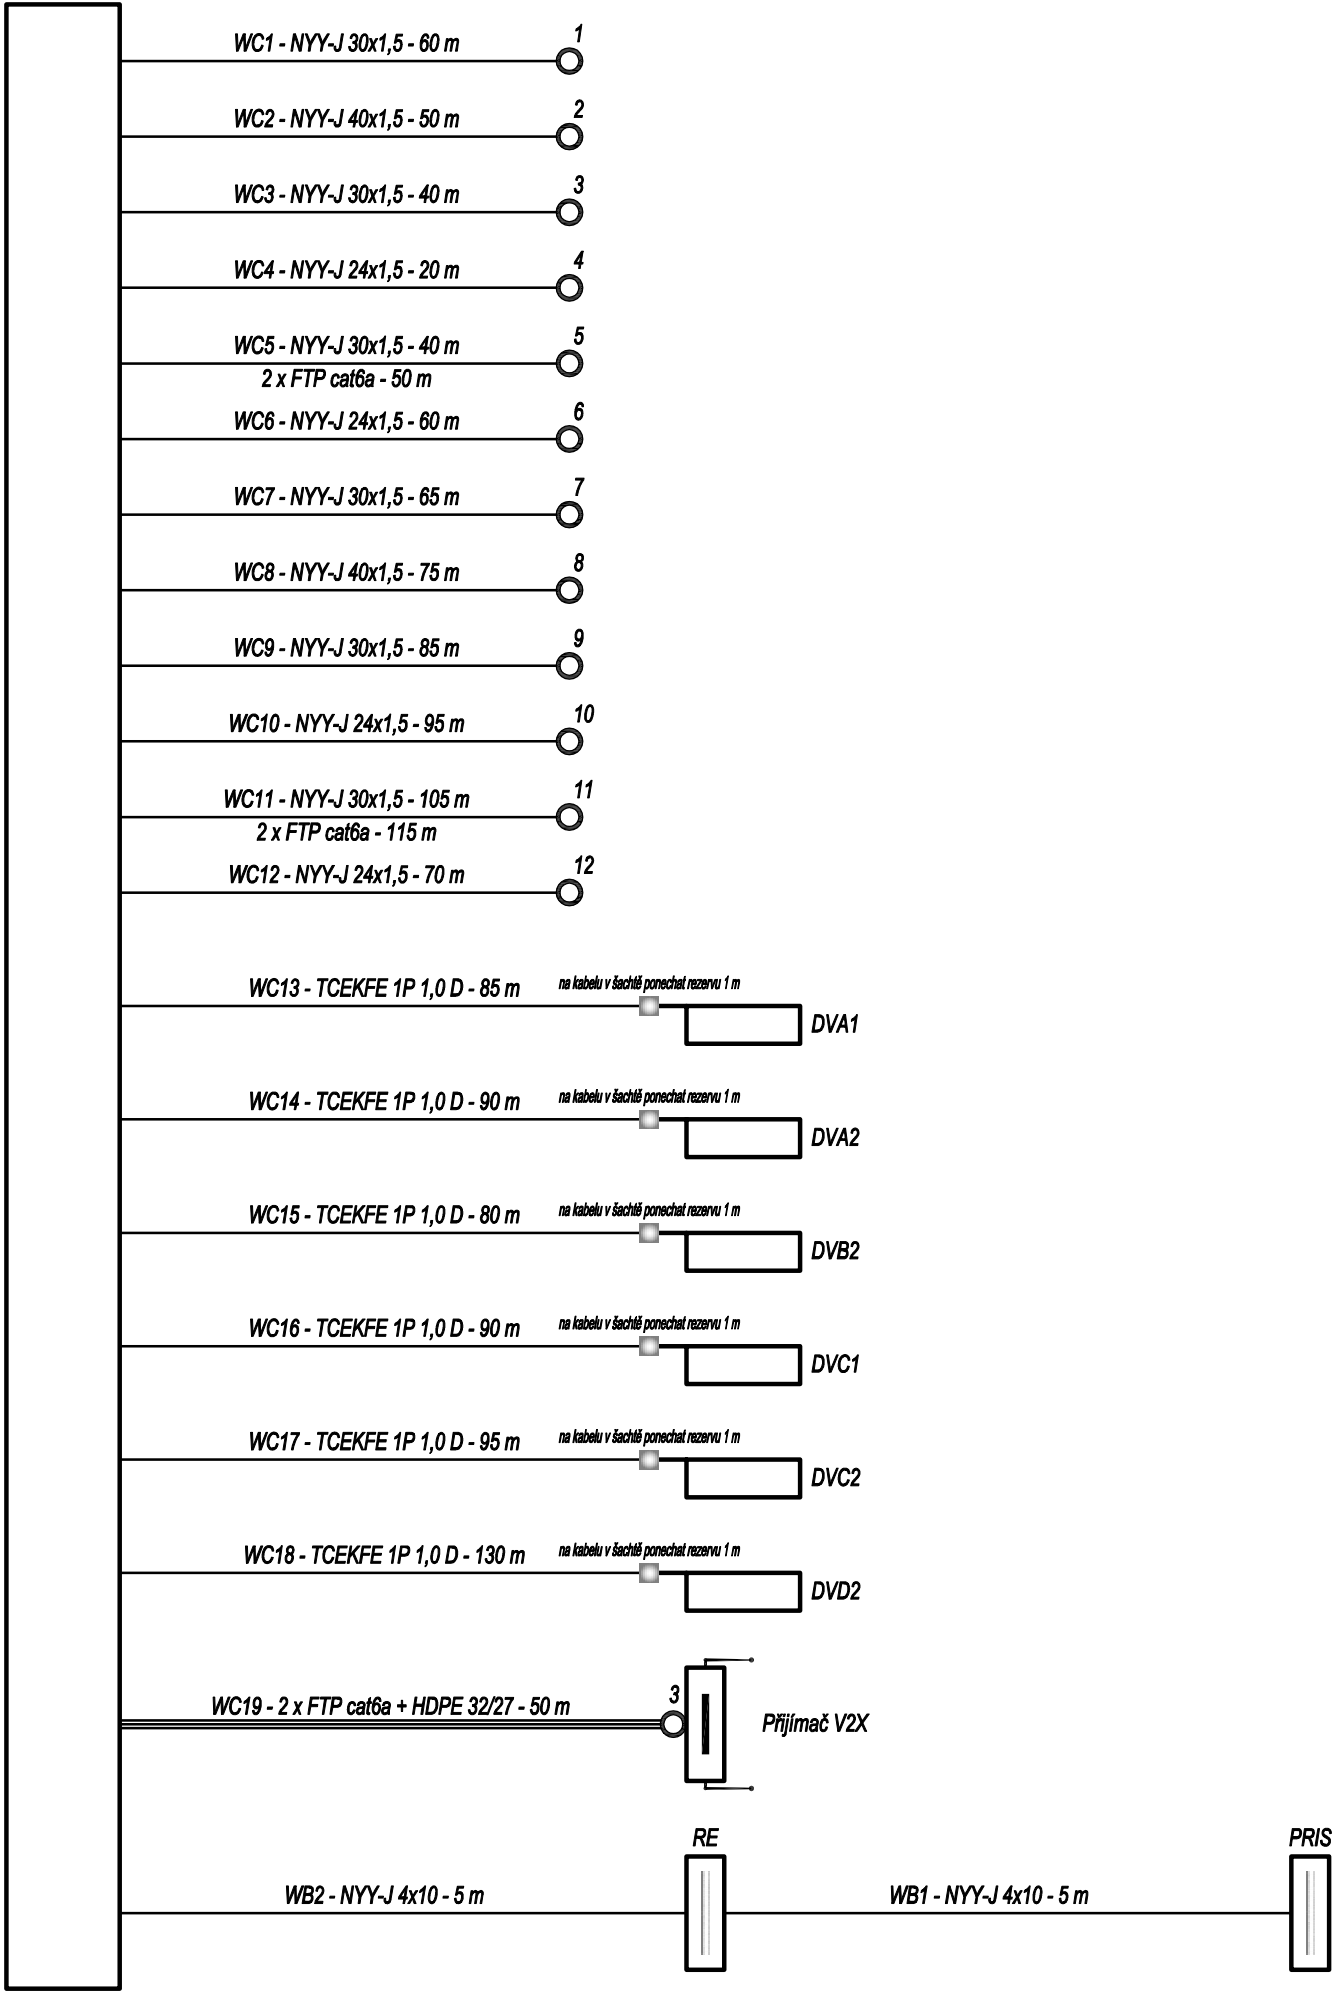 1
WC1 - NYY-J 30x1,5 - 60 m
2
WC2 - NYY-J 40x1,5 - 50 m
3
WC3 - NYY-J 30x1,5 - 40 m
4
WC4 - NYY-J 24x1,5 - 20 m
5
WC5 - NYY-J 30x1,5 - 40 m
2 x FTP cat6a - 50 m
6
WC6 - NYY-J 24x1,5 - 60 m
7
WC7 - NYY-J 30x1,5 - 65 m
8
WC8 - NYY-J 40x1,5 - 75 m
9
WC9 - NYY-J 30x1,5 - 85 m
10
WC10 - NYY-J 24x1,5 - 95 m
11
WC11 - NYY-J 30x1,5 - 105 m
2 x FTP cat6a - 115 m
12
WC12 - NYY-J 24x1,5 - 70 m
WC13 - TCEKFE 1P 1,0 D - 85 m
na kabelu v šachtě ponechat rezervu 1 m
DVA1
WC14 - TCEKFE 1P 1,0 D - 90 m
na kabelu v šachtě ponechat rezervu 1 m
DVA2
WC15 - TCEKFE 1P 1,0 D - 80 m
na kabelu v šachtě ponechat rezervu 1 m
DVB2
WC16 - TCEKFE 1P 1,0 D - 90 m
na kabelu v šachtě ponechat rezervu 1 m
DVC1
WC17 - TCEKFE 1P 1,0 D - 95 m
na kabelu v šachtě ponechat rezervu 1 m
DVC2
WC18 - TCEKFE 1P 1,0 D - 130 m
na kabelu v šachtě ponechat rezervu 1 m
DVD2
WC19 - 2 x FTP cat6a + HDPE 32/27 - 50 m
3
Přijímač V2X
RE
PRIS
WB2 - NYY-J 4x10 - 5 m
WB1 - NYY-J 4x10 - 5 m